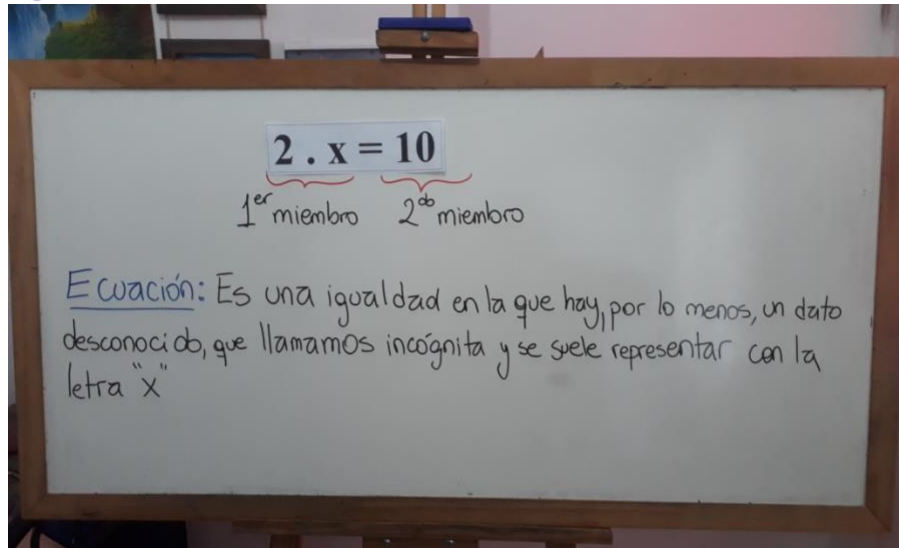 2 . x = 10
1er miembro 2do miembro
Ecuación: Es una igualdad en la que hay, por lo menos, un dato
desconocido, que llamamos incógnita y se suele representar con la
letra "x"